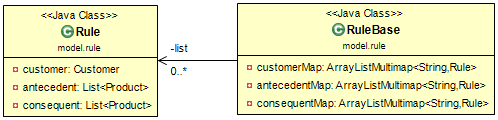 <<Java Class>>
Rule
model.rule
customer: Customer
antecedent: List<Product>
consequent: List<Product>
-list
0..*
<<Java Class>>
RuleBase
model.rule
customerMap: ArrayListMultimap<String,Rule>
antecedentMap: ArrayListMultimap<String,Rule>
consequentMap: ArrayListMultimap<String,Rule>